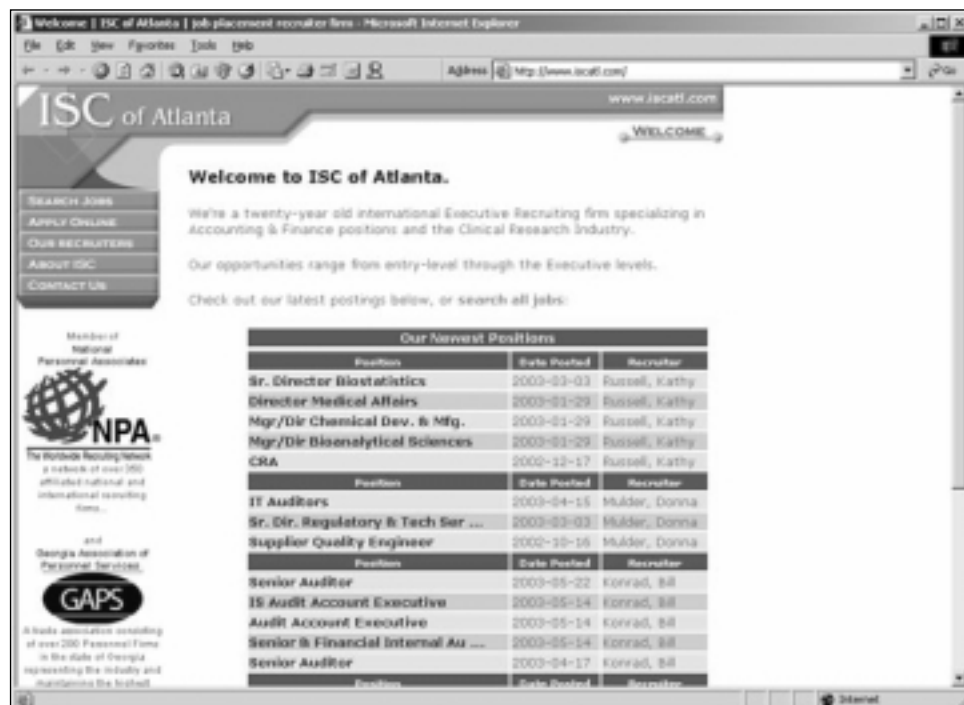 Welcome | ISC of Atlanta | job placement recruiter firm - Microsoft Internet Explorer
File Edit View Favorites Tools Help
Address http://www.iscatl.com/ Go
ISC of Atlanta
www.iscatl.com
WELCOME
Welcome to ISC of Atlanta.
SEARCH JOBS
APPLY ONLINE
OUR RECRUITERS
ABOUT ISC
CONTACT US
We're a twenty-year old international Executive Recruiting firm specializing in
Accounting & Finance positions and the Clinical Research Industry.
Our opportunities range from entry-level through the Executive levels.
Check out our latest postings below, or search all jobs:
Member of
National
Personnel Associates
NPA
The Worldwide Recruiting Network
a network of over 350
affiliated national and
international recruiting
firms...
and
Georgia Association of
Personnel Services.
GAPS
A trade association consisting
of over 200 Personnel Firms
in the state of Georgia
representing the industry and
maintaining the highest
Our Newest Positions
Position Date Posted Recruiter
Sr. Director Biostatistics 2003-03-03 Russell, Kathy
Director Medical Affairs 2003-01-29 Russell, Kathy
Mgr/Dir Chemical Dev. & Mfg. 2003-01-29 Russell, Kathy
Mgr/Dir Bioanalytical Sciences 2003-01-29 Russell, Kathy
CRA 2002-12-17 Russell, Kathy
Position Date Posted Recruiter
IT Auditors 2003-04-15 Mulder, Donna
Sr. Dir. Regulatory & Tech Ser ... 2003-03-03 Mulder, Donna
Supplier Quality Engineer 2002-10-16 Mulder, Donna
Position Date Posted Recruiter
Senior Auditor 2003-05-22 Konrad, Bill
IS Audit Account Executive 2003-05-14 Konrad, Bill
Audit Account Executive 2003-05-14 Konrad, Bill
Senior & Financial Internal Au ... 2003-05-14 Konrad, Bill
Senior Auditor 2003-04-17 Konrad, Bill
Position Date Posted Recruiter
Internet